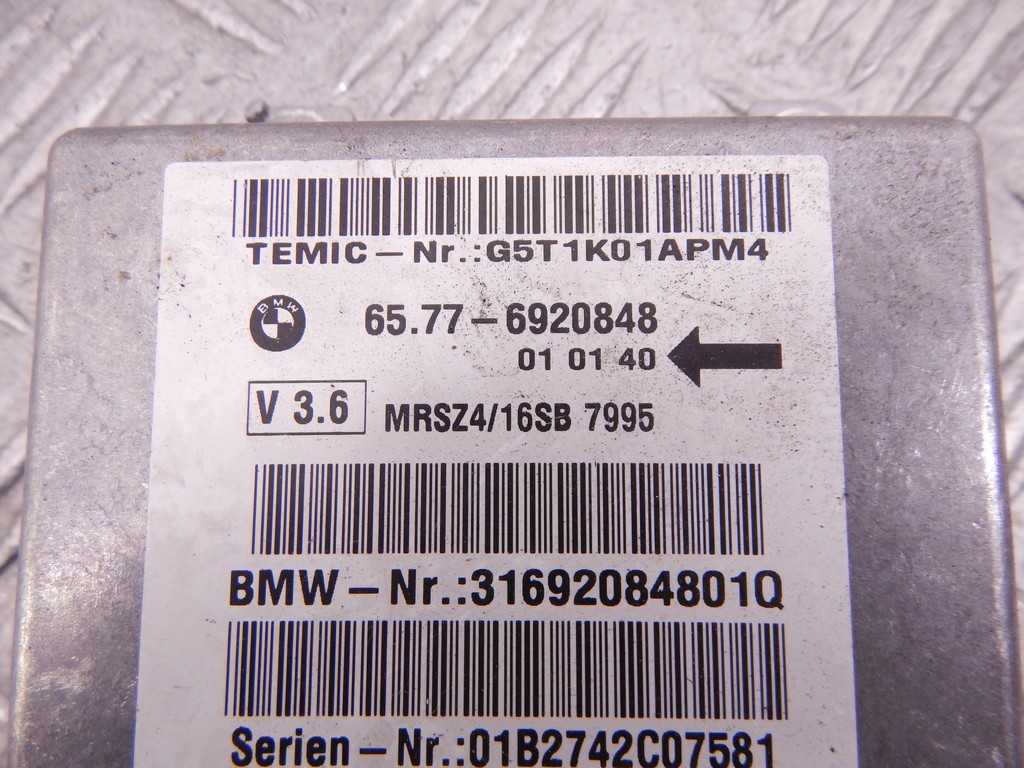 TEMIC – Nr.:G5T1K01APM4
BMW
65.77 – 6920848
01 01 40
V 3.6
MRSZ4/16SB 7995
BMW – Nr.:31692084801Q
Serien – Nr.:01B2742C07581